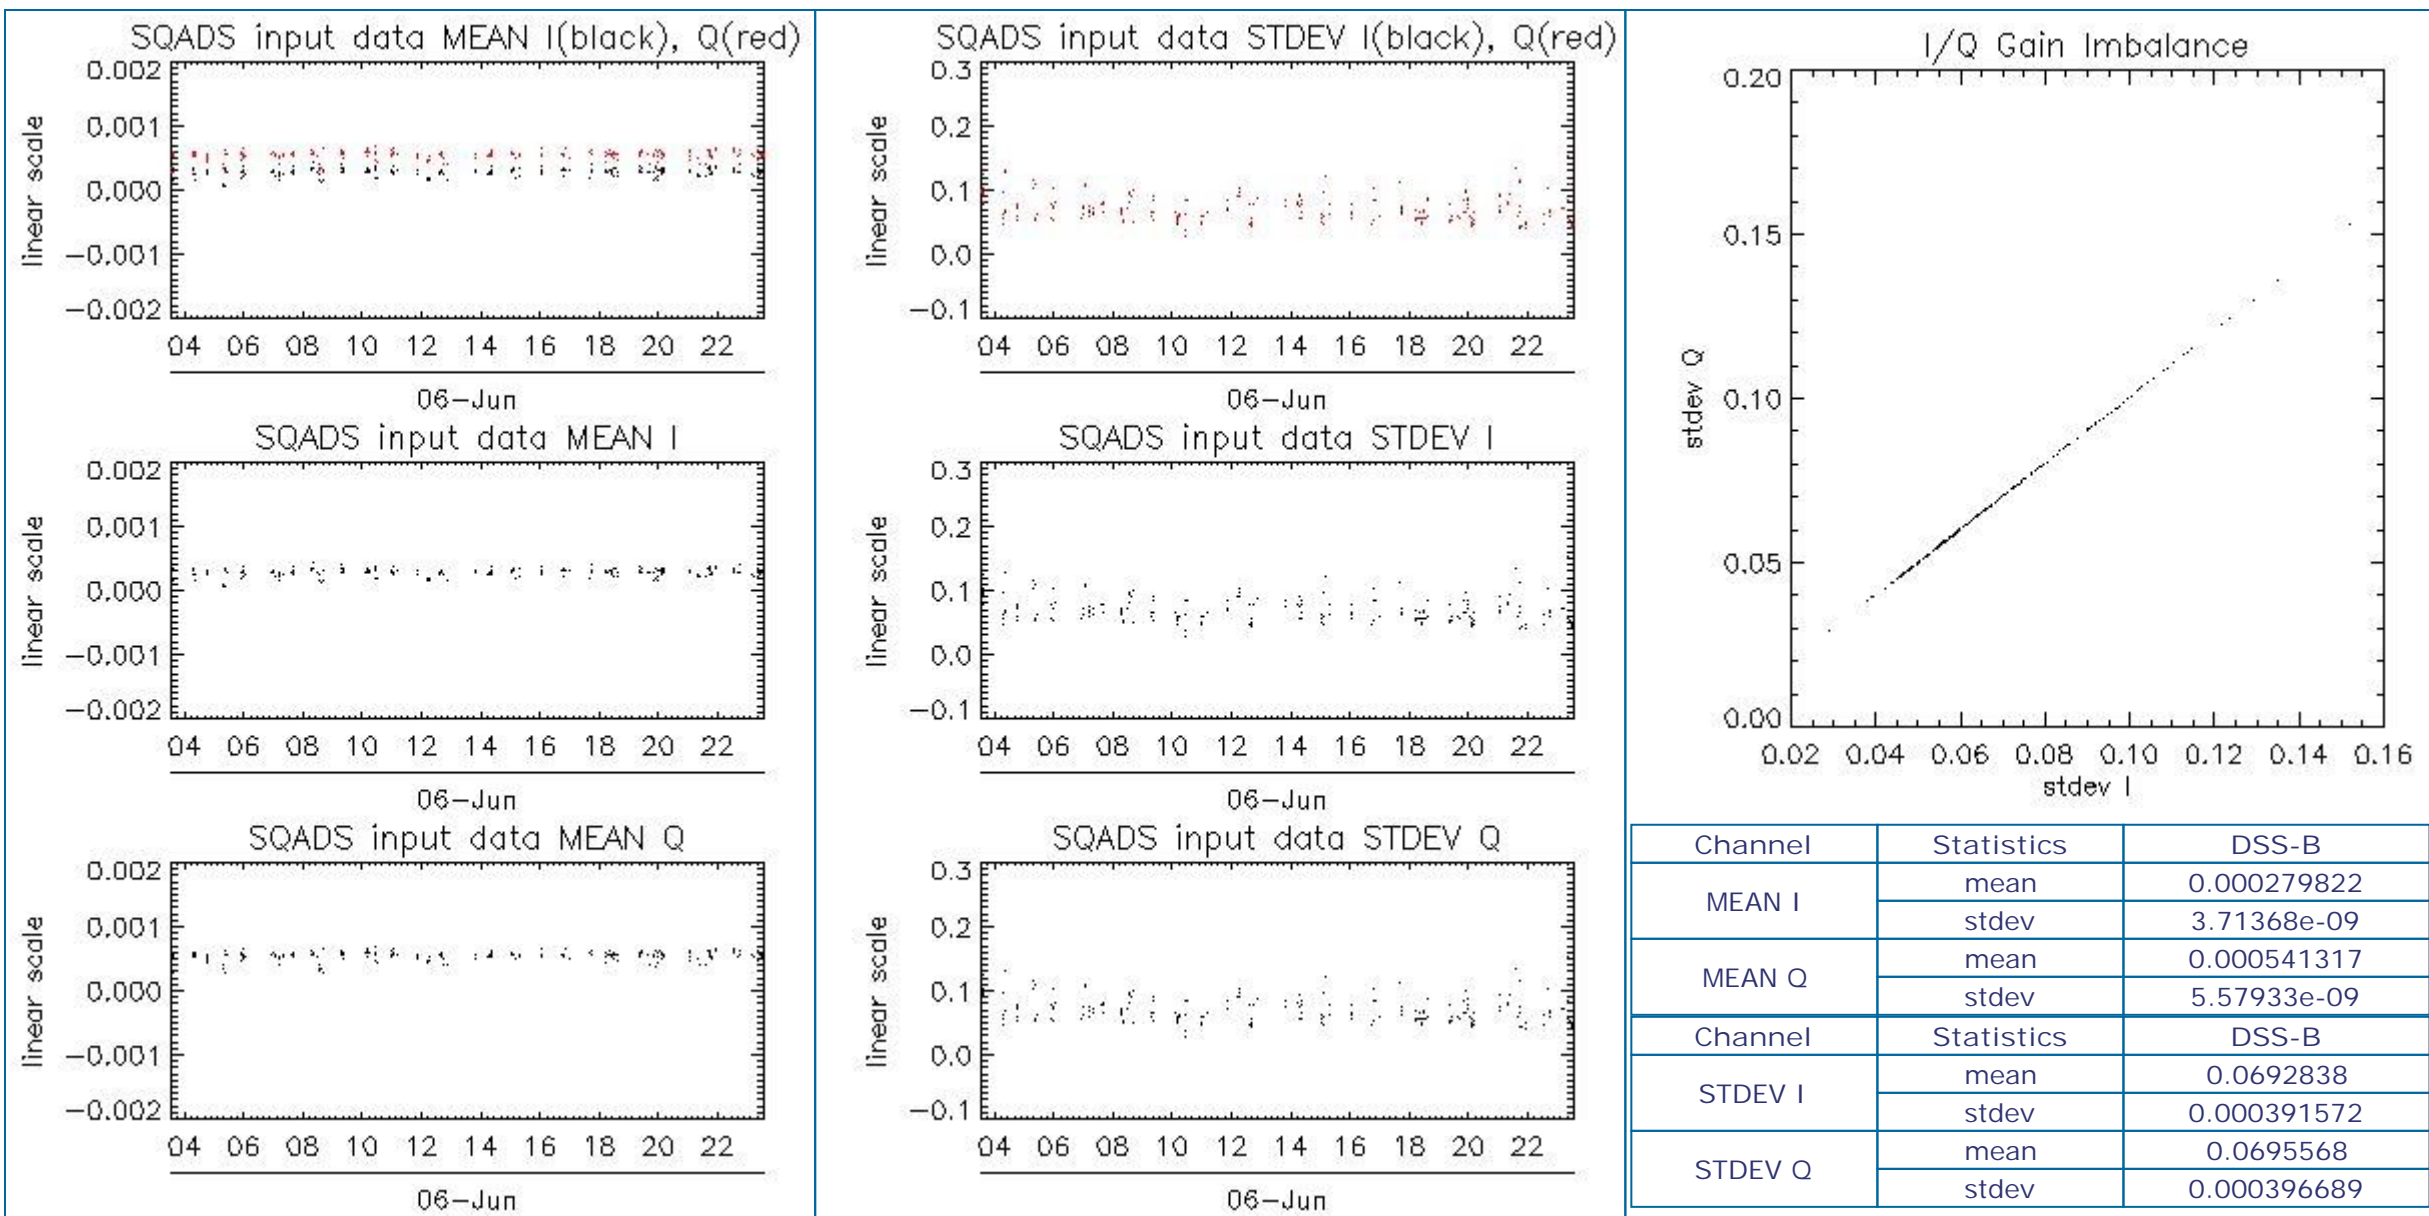 SQADS input data MEAN I(black), Q(red)
0.002
0.001
0.000
−0.001
−0.002
linear scale
04 06 08 10 12 14 16 18 20 22
06−Jun
SQADS input data MEAN I
0.002
0.001
0.000
−0.001
−0.002
linear scale
04 06 08 10 12 14 16 18 20 22
06−Jun
SQADS input data MEAN Q
0.002
0.001
0.000
−0.001
−0.002
linear scale
04 06 08 10 12 14 16 18 20 22
06−Jun
SQADS input data STDEV I(black), Q(red)
0.3
0.2
0.1
0.0
−0.1
linear scale
04 06 08 10 12 14 16 18 20 22
06−Jun
SQADS input data STDEV I
0.3
0.2
0.1
0.0
−0.1
linear scale
04 06 08 10 12 14 16 18 20 22
06−Jun
SQADS input data STDEV Q
0.3
0.2
0.1
0.0
−0.1
linear scale
04 06 08 10 12 14 16 18 20 22
06−Jun
I/Q Gain Imbalance
0.20
0.15
0.10
0.05
0.00
stdev Q
0.02 0.04 0.06 0.08 0.10 0.12 0.14 0.16
stdev I
Channel Statistics DSS-B
MEAN I mean 0.000279822
stdev 3.71368e-09
MEAN Q mean 0.000541317
stdev 5.57933e-09
Channel Statistics DSS-B
STDEV I mean 0.0692838
stdev 0.000391572
STDEV Q mean 0.0695568
stdev 0.000396689